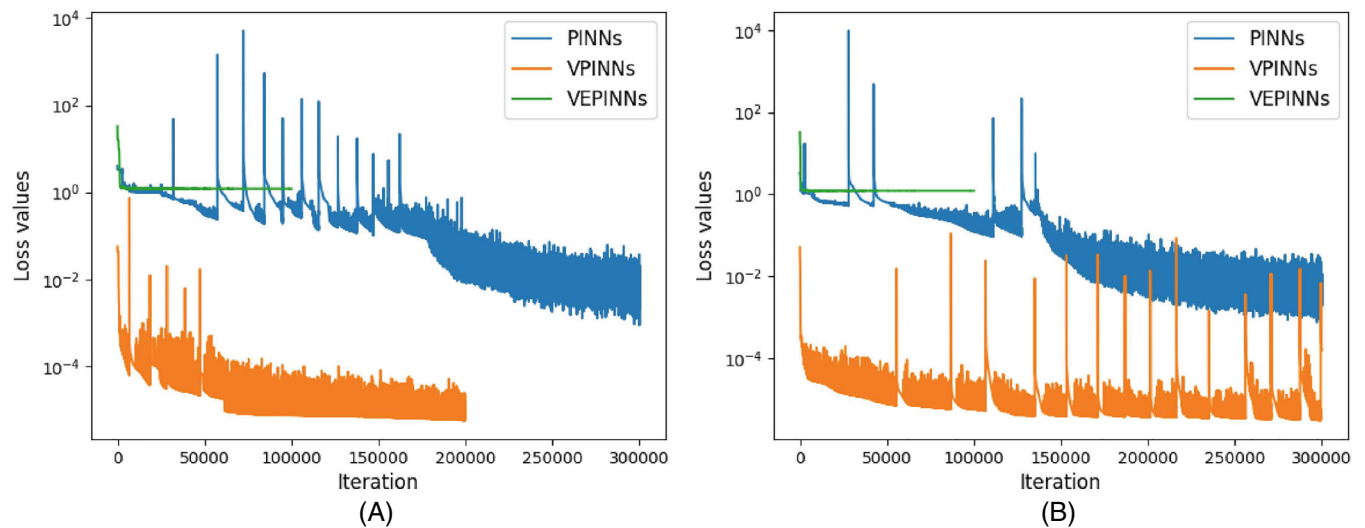 10^4
10^2
10^0
10^-2
10^-4
Loss values
PINNs
VPINNs
VEPINNs
0 50000 100000 150000 200000 250000 300000
Iteration
(A)
10^4
10^2
10^0
10^-2
10^-4
Loss values
PINNs
VPINNs
VEPINNs
0 50000 100000 150000 200000 250000 300000
Iteration
(B)